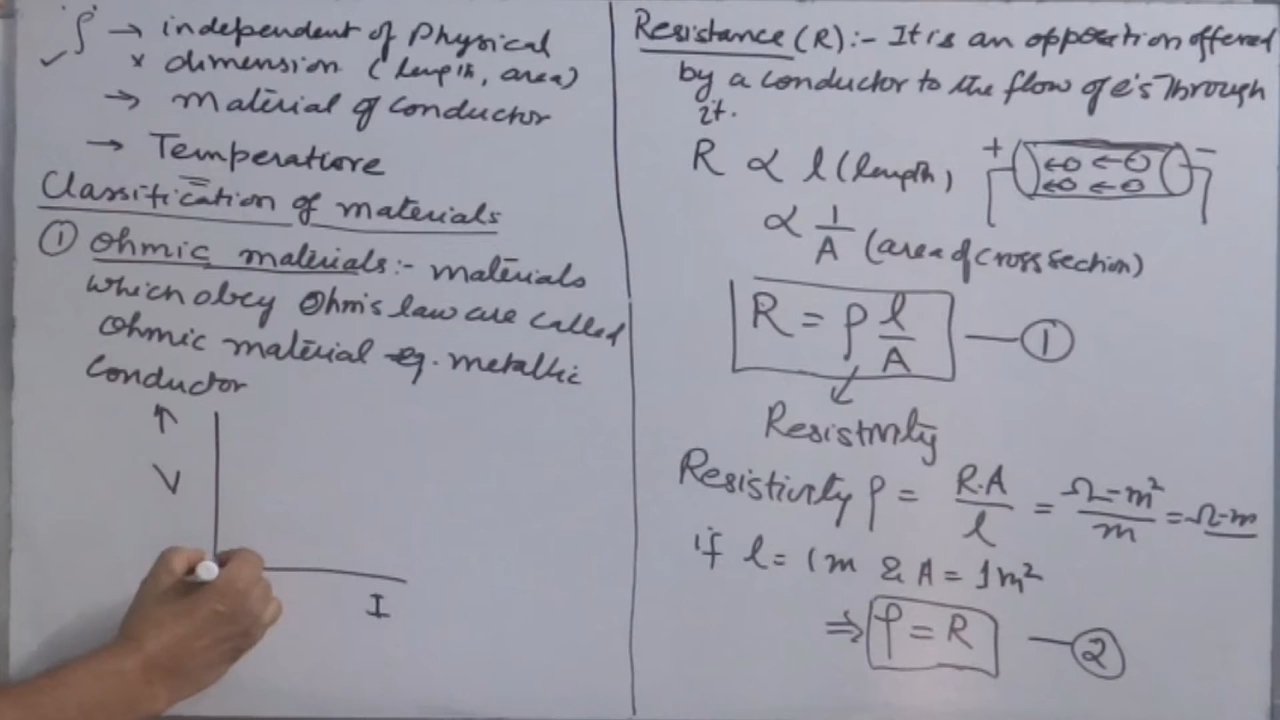 'ρ' → independent of Physical
× dimension (length, area)
→ material of conductor
→ Temperature
Classification of materials
① Ohmic materials:- materials
which obey Ohm's law are called
Ohmic material eg. metallic
Conductor
↑
V
I
Resistance (R):- It is an oppsertion offered
by a conductor to the flow of e's Through
it.
R ∝ l (length)
+ -
∝ 1/A (area of cross section)
R = ρ l/A — ①
Resistivity
Resistivity ρ = R.A/l = Ω-m²/m = Ω-m
if l = 1m & A = 1m²
⇒ ρ = R — ②